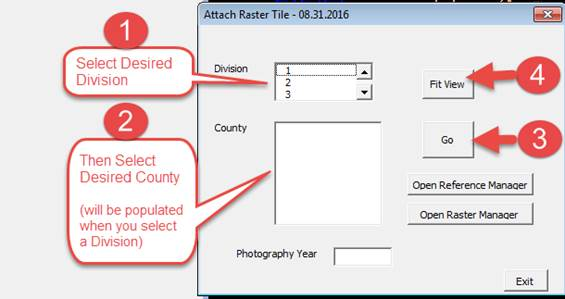 Attach Raster Tile - 08.31.2016
1
Select Desired
Division
Division
1
2
3
Fit View
4
2
Then Select
Desired County
(will be populated
when you select
a Division)
County
Go
3
Open Reference Manager
Open Raster Manager
Photography Year
Exit